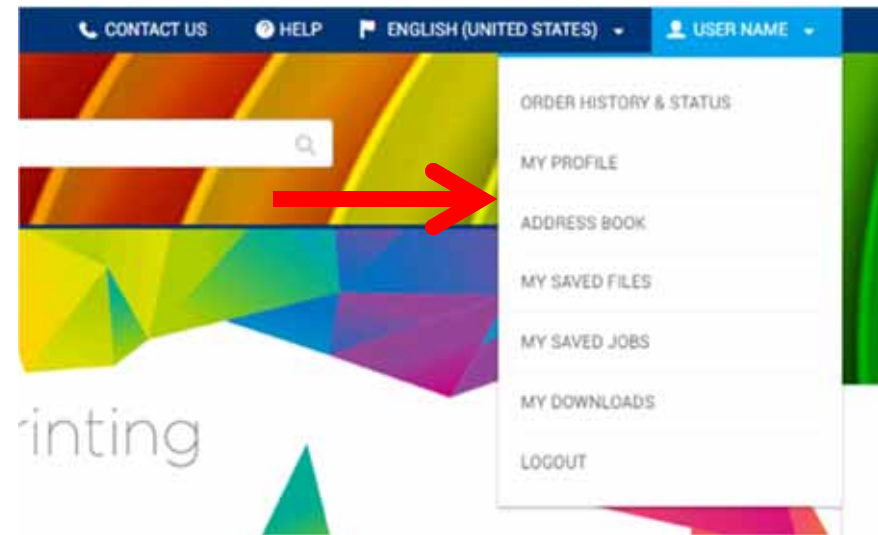 CONTACT US HELP ENGLISH (UNITED STATES) USER NAME
ORDER HISTORY & STATUS
MY PROFILE
ADDRESS BOOK
MY SAVED FILES
MY SAVED JOBS
MY DOWNLOADS
rinting
LOGOUT